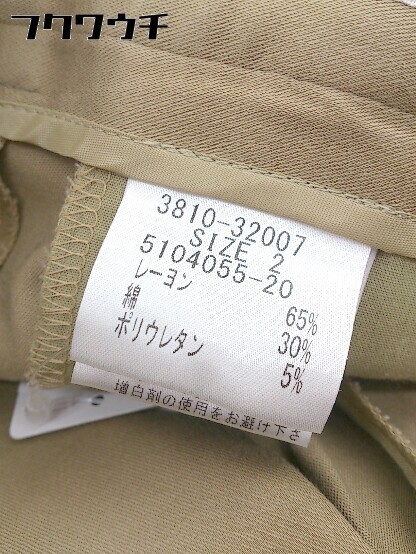 フクワウチ
3810-32007
SIZE 2
5104055-20
レーヨン 65%
綿 30%
ポリウレタン 5%
増白剤の使用をお避け下さ